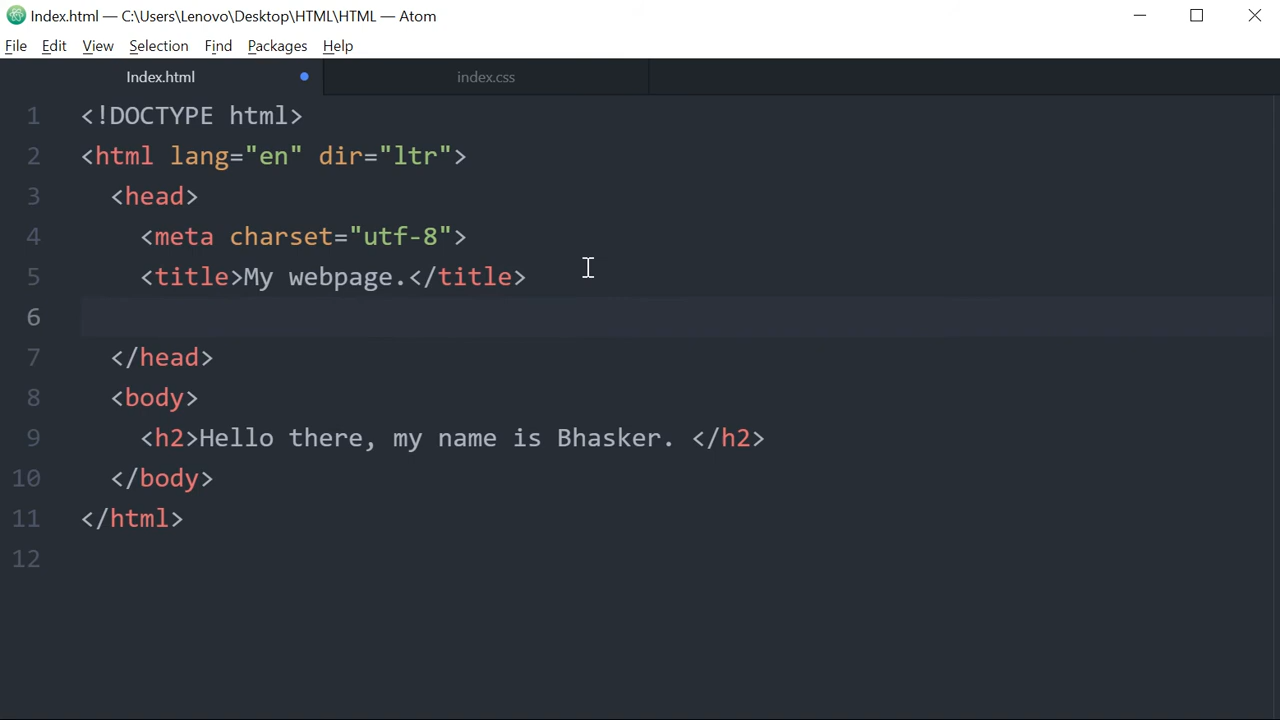 Index.html — C:\Users\Lenovo\Desktop\HTML\HTML — Atom
File Edit View Selection Find Packages Help
Index.html index.css
1 <!DOCTYPE html>
2 <html lang="en" dir="ltr">
3 <head>
4 <meta charset="utf-8">
5 <title>My webpage.</title>
6
7 </head>
8 <body>
9 <h2>Hello there, my name is Bhasker. </h2>
10 </body>
11 </html>
12